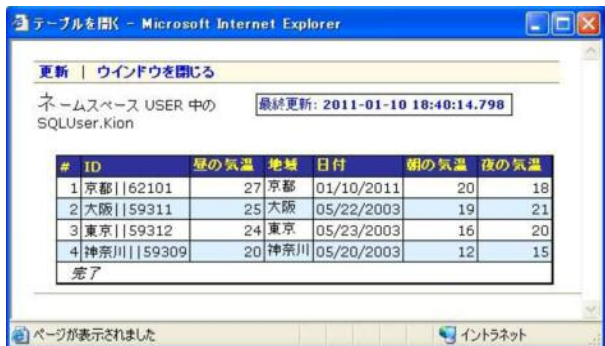 テーブルを開く - Microsoft Internet Explorer
更新 | ウインドウを閉じる
ネームスペース USER 中の
SQLUser.Kion
最終更新: 2011-01-10 18:40:14.798
# ID 昼の気温 地域 日付 朝の気温 夜の気温
1 京都||62101 27 京都 01/10/2011 20 18
2 大阪||59311 25 大阪 05/22/2003 19 21
3 東京||59312 24 東京 05/23/2003 16 20
4 神奈川||59309 20 神奈川 05/20/2003 12 15
完了
ページが表示されました イントラネット